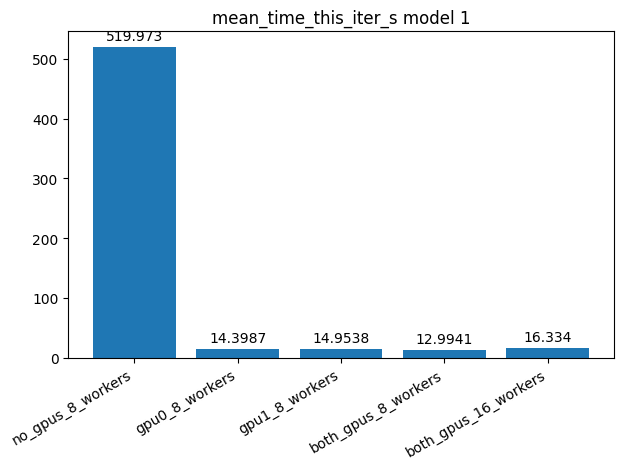 mean_time_this_iter_s model 1
519.973
500
400
300
200
100
0
14.3987
14.9538
12.9941
16.334
no_gpus_8_workers
gpu0_8_workers
gpu1_8_workers
both_gpus_8_workers
both_gpus_16_workers